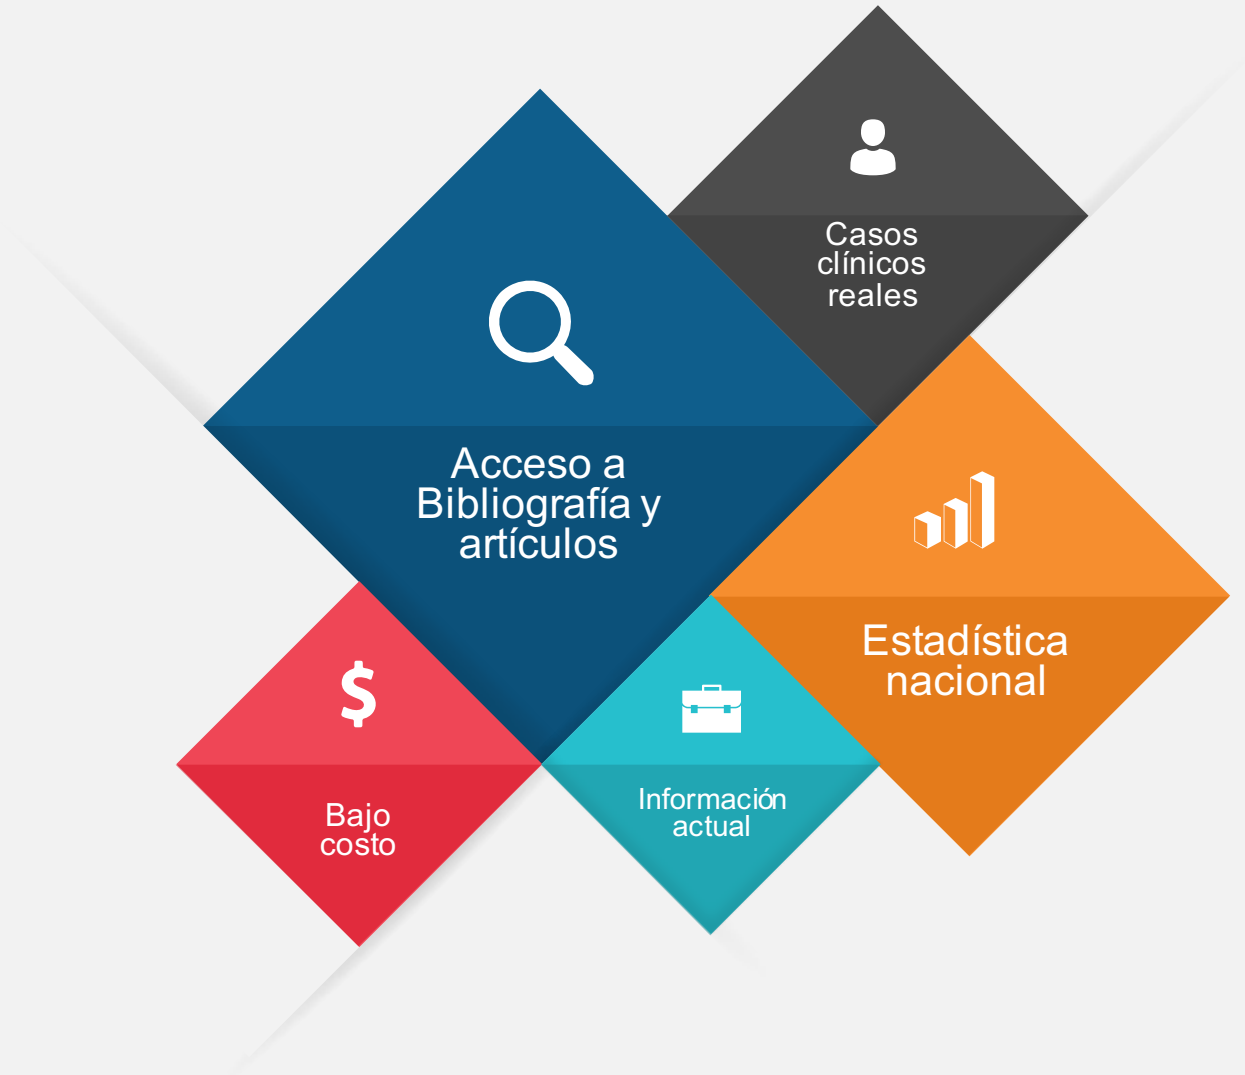 Casos
clínicos
reales
Acceso a
Bibliografía y
artículos
Estadística
nacional
Bajo
costo
Información
actual